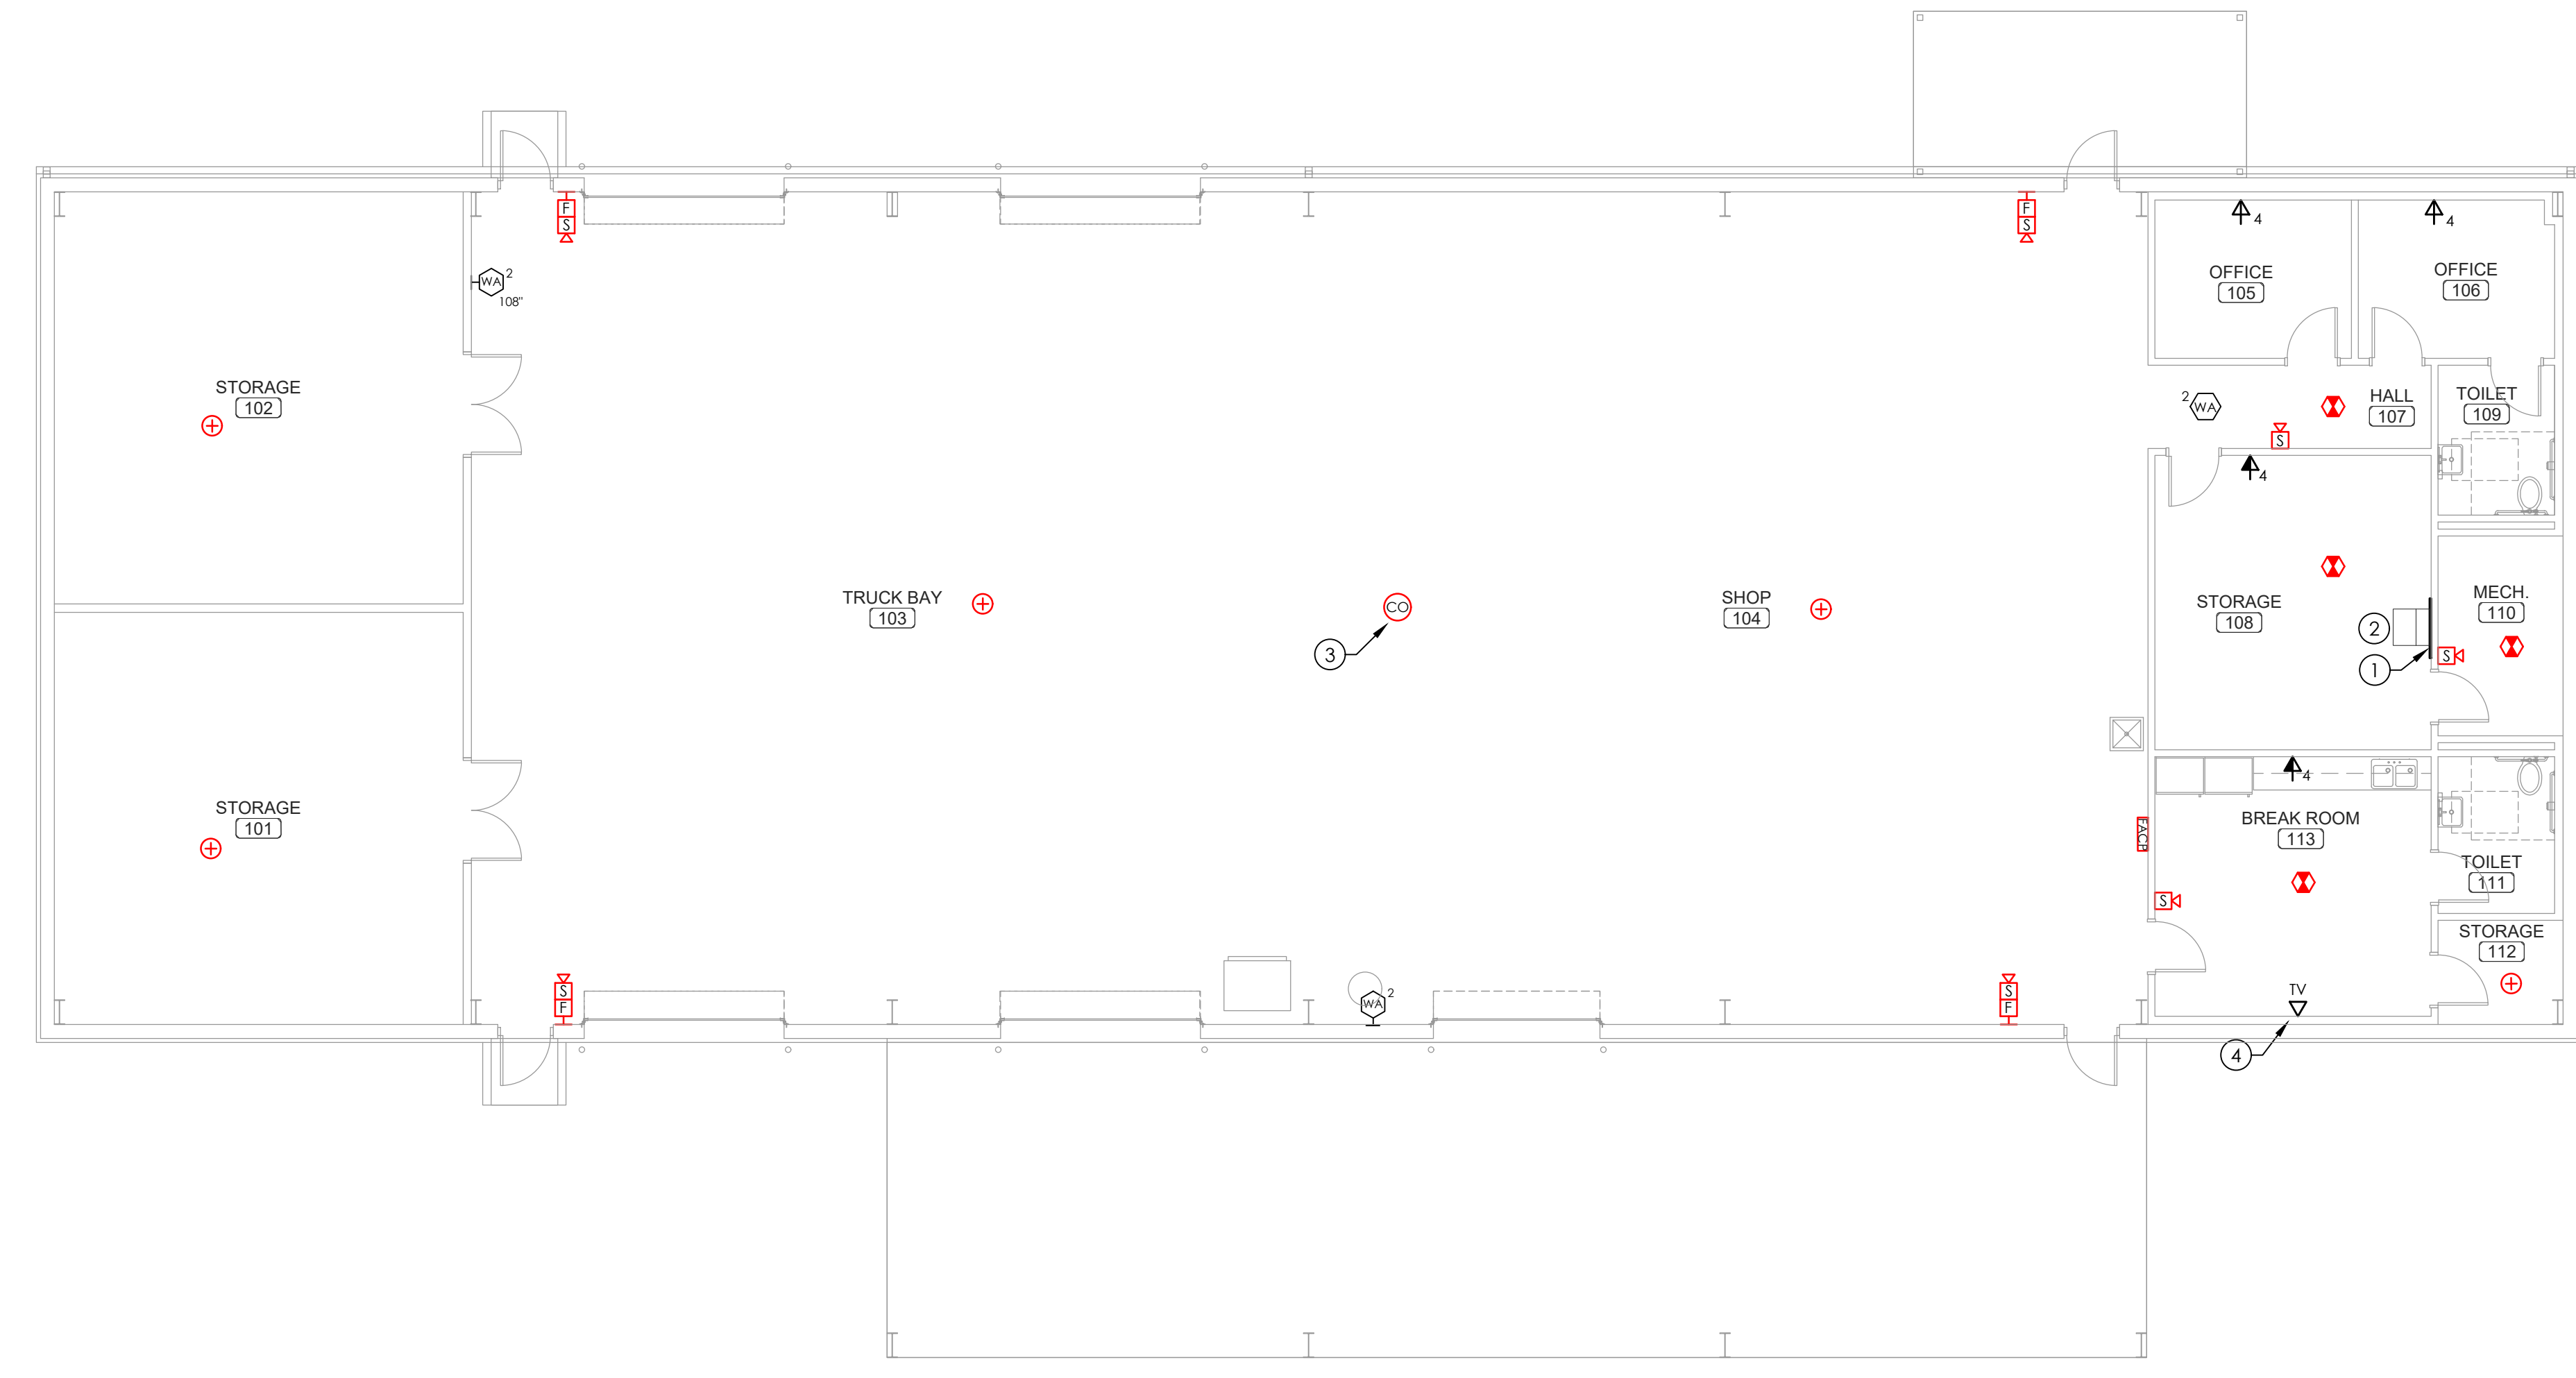 F
S
F
S
4
4
WA
2
108"
OFFICE
105
OFFICE
106
STORAGE
102
2
WA
HALL
107
TOILET
109
S
4
TRUCK BAY
103
CO
3
SHOP
104
STORAGE
108
2
1
S
MECH.
110
4
STORAGE
101
FACP
BREAK ROOM
113
TOILET
111
S
STORAGE
112
S
F
WA
2
S
F
TV
4